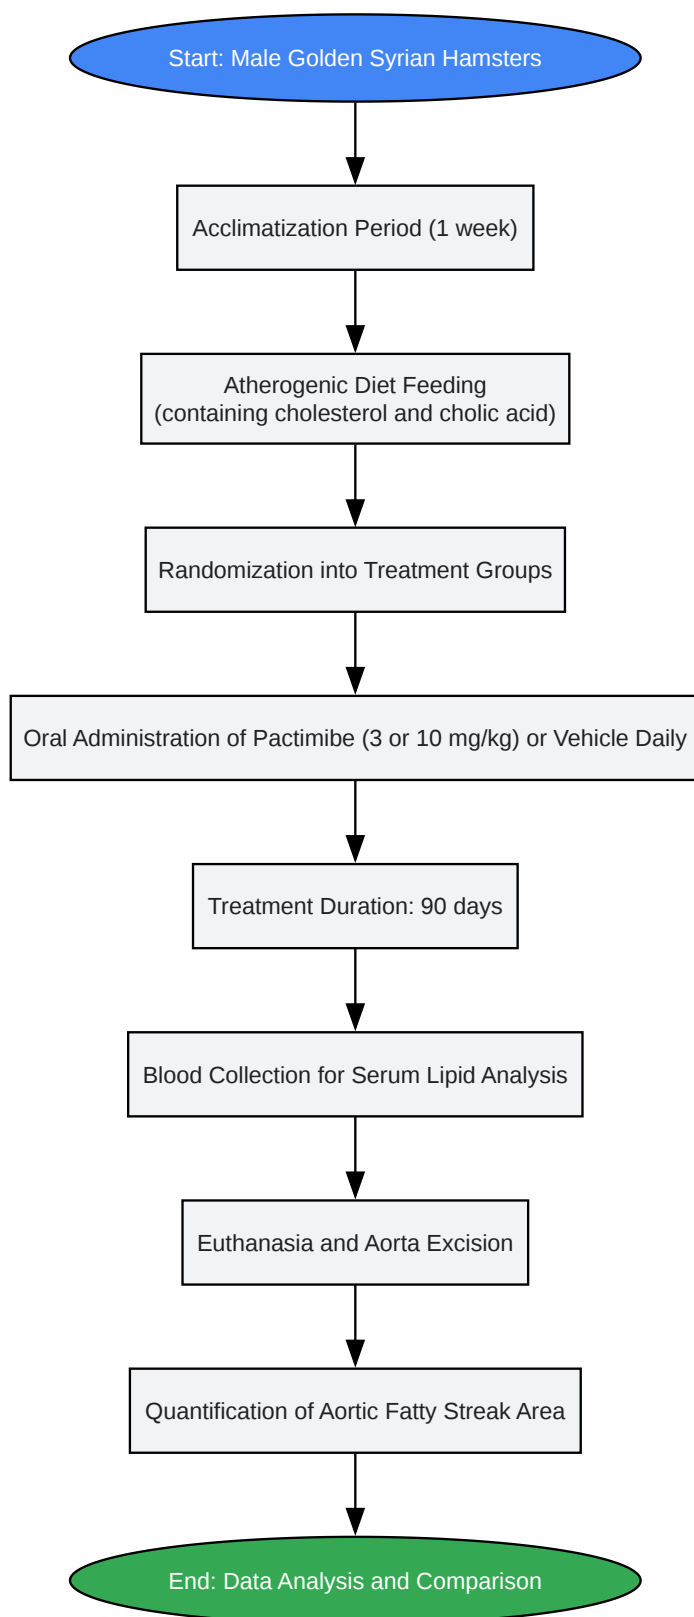 Start: Male Golden Syrian Hamsters
Acclimatization Period (1 week)
Atherogenic Diet Feeding
(containing cholesterol and cholic acid)
Randomization into Treatment Groups
Oral Administration of Pactimibe (3 or 10 mg/kg) or Vehicle Daily
Treatment Duration: 90 days
Blood Collection for Serum Lipid Analysis
Euthanasia and Aorta Excision
Quantification of Aortic Fatty Streak Area
End: Data Analysis and Comparison